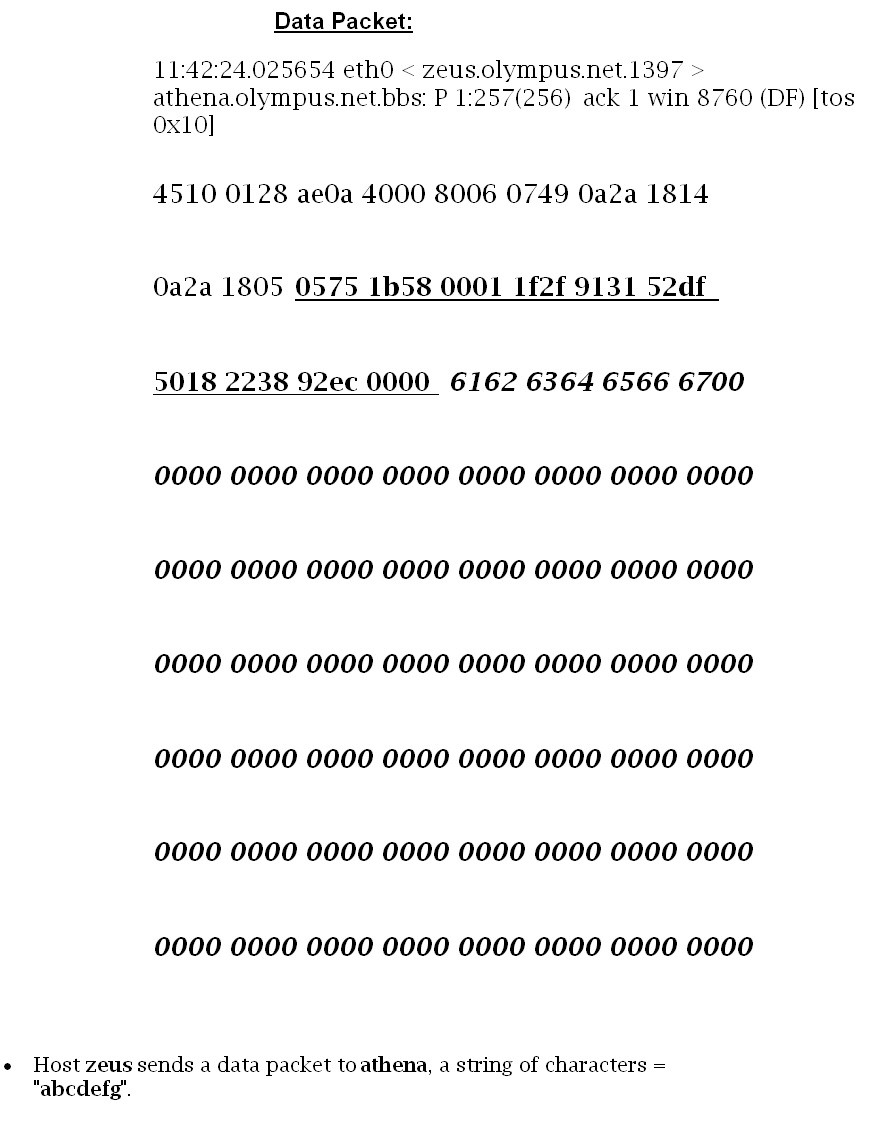 Data Packet:
11:42:24.025654 eth0 < zeus.olympus.net.1397 >
athena.olympus.net.bbs: P 1:257(256) ack 1 win 8760 (DF) [tos
0x10]
4510 0128 ae0a 4000 8006 0749 0a2a 1814
0a2a 1805 0575 1b58 0001 1f2f 9131 52df
5018 2238 92ec 0000 6162 6364 6566 6700
0000 0000 0000 0000 0000 0000 0000 0000
0000 0000 0000 0000 0000 0000 0000 0000
0000 0000 0000 0000 0000 0000 0000 0000
0000 0000 0000 0000 0000 0000 0000 0000
0000 0000 0000 0000 0000 0000 0000 0000
0000 0000 0000 0000 0000 0000 0000 0000
• Host zeus sends a data packet to athena, a string of characters =
"abcdefg".